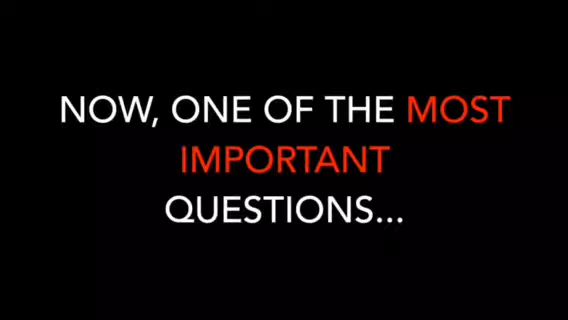 NOW, ONE OF THE MOST
IMPORTANT
QUESTIONS...